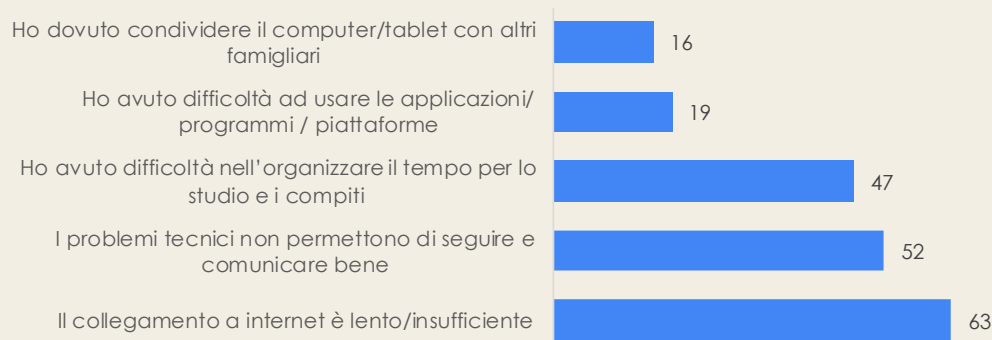 Ho dovuto condividere il computer/tablet con altri
famigliari
16
Ho avuto difficoltà ad usare le applicazioni/
programmi / piattaforme
19
Ho avuto difficoltà nell'organizzare il tempo per lo
studio e i compiti
47
I problemi tecnici non permettono di seguire e
comunicare bene
52
Il collegamento a internet è lento/insufficiente
63